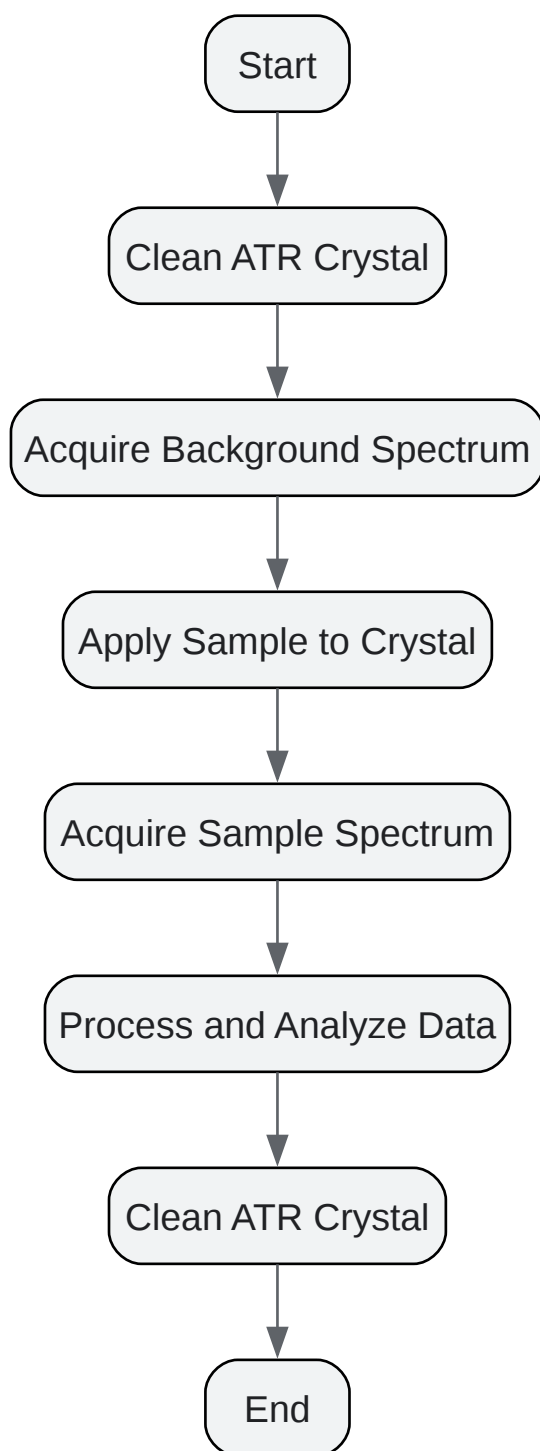 Start
Clean ATR Crystal
Acquire Background Spectrum
Apply Sample to Crystal
Acquire Sample Spectrum
Process and Analyze Data
Clean ATR Crystal
End